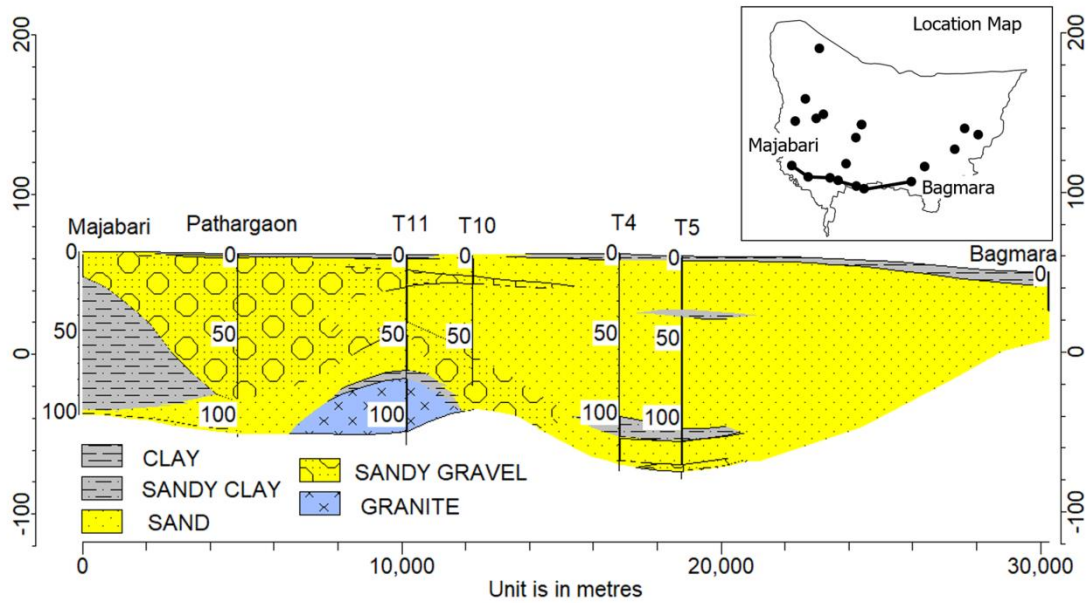 200
100
0
-100
Location Map
Majabari
Bagmara
200
100
0
-100
Majabari
Pathargaon
T11
T10
T4
T5
Bagmara
0
0
0
0
0
0
0
50
50
50
50
50
50
100
100
100
100
100
CLAY
SANDY CLAY
SAND
SANDY GRAVEL
GRANITE
0
10,000
20,000
30,000
Unit is in metres